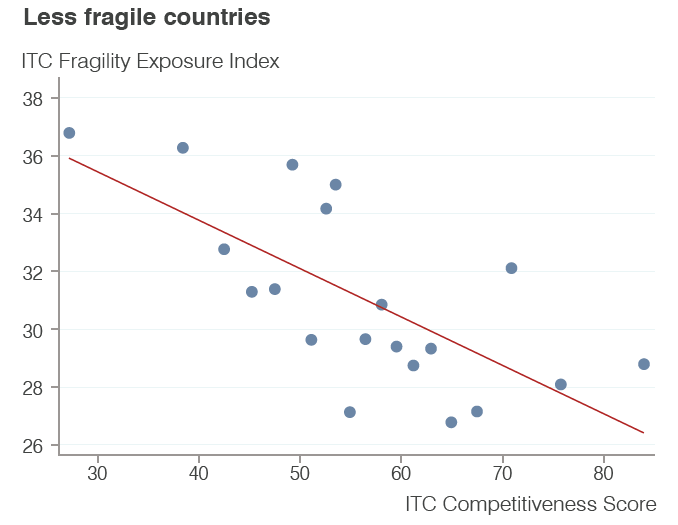 Less fragile countries
ITC Fragility Exposure Index
38
36
34
32
30
28
26
30 40 50 60 70 80
ITC Competitiveness Score